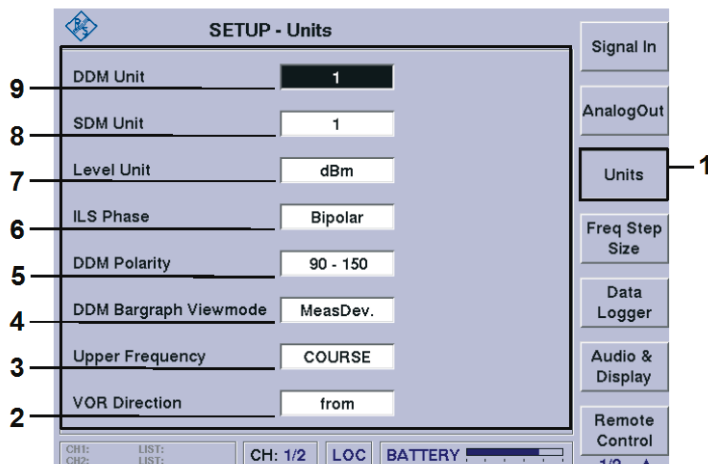 R S
SETUP - Units
Signal In
AnalogOut
Units
1
Freq Step
Size
Data
Logger
Audio &
Display
Remote
Control
1/2
9
DDM Unit
1
8
SDM Unit
1
7
Level Unit
dBm
6
ILS Phase
Bipolar
5
DDM Polarity
90 - 150
4
DDM Bargraph Viewmode
MeasDev.
3
Upper Frequency
COURSE
2
VOR Direction
from
CH1: LIST:
CH2: LIST:
CH: 1/2
LOC
BATTERY